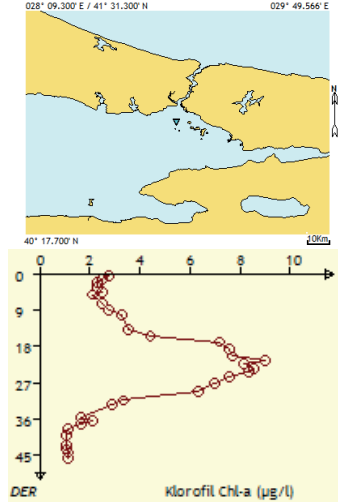 028° 09.300' E / 41° 31.300' N 029° 49.566' E
N
40° 17.700' N 10Km
0 2 4 6 8 10
0
9
18
27
36
45
DER Klorofil Chl-a (µg/l)